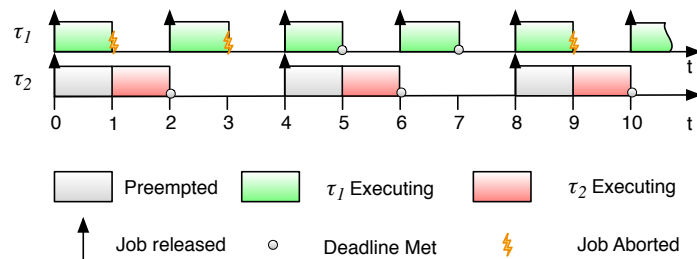 τ1
t
τ2
t
0 1 2 3 4 5 6 7 8 9 10
Preempted τ1 Executing τ2 Executing
Job released Deadline Met Job Aborted